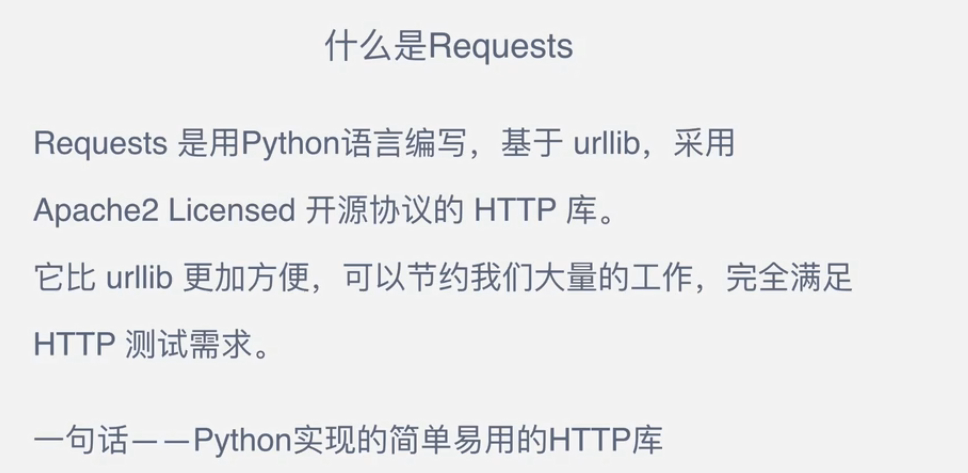 什么是Requests
Requests 是用Python语言编写，基于 urllib，采用
Apache2 Licensed 开源协议的 HTTP 库。
它比 urllib 更加方便，可以节约我们大量的工作，完全满足
HTTP 测试需求。
一句话——Python实现的简单易用的HTTP库